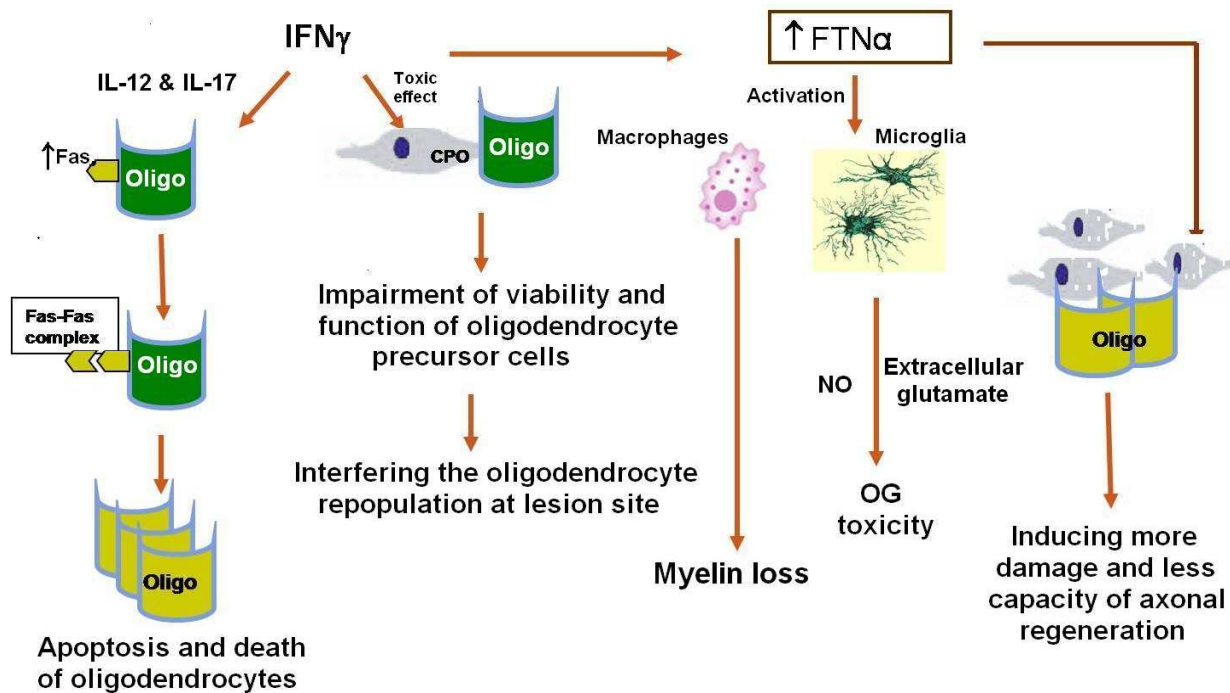 IFNγ
IL-12 & IL-17
↑Fas
Oligo
Fas-Fas
complex
Oligo
Oligo
Apoptosis and death
of oligodendrocytes
Toxic
effect
CPO
Oligo
Impairment of viability and
function of oligodendrocyte
precursor cells
Interfering the oligodendrocyte
repopulation at lesion site
↑FTNα
Activation
Macrophages
Microglia
Myelin loss
NO
Extracellular
glutamate
OG
toxicity
Oligo
Inducing more
damage and less
capacity of axonal
regeneration